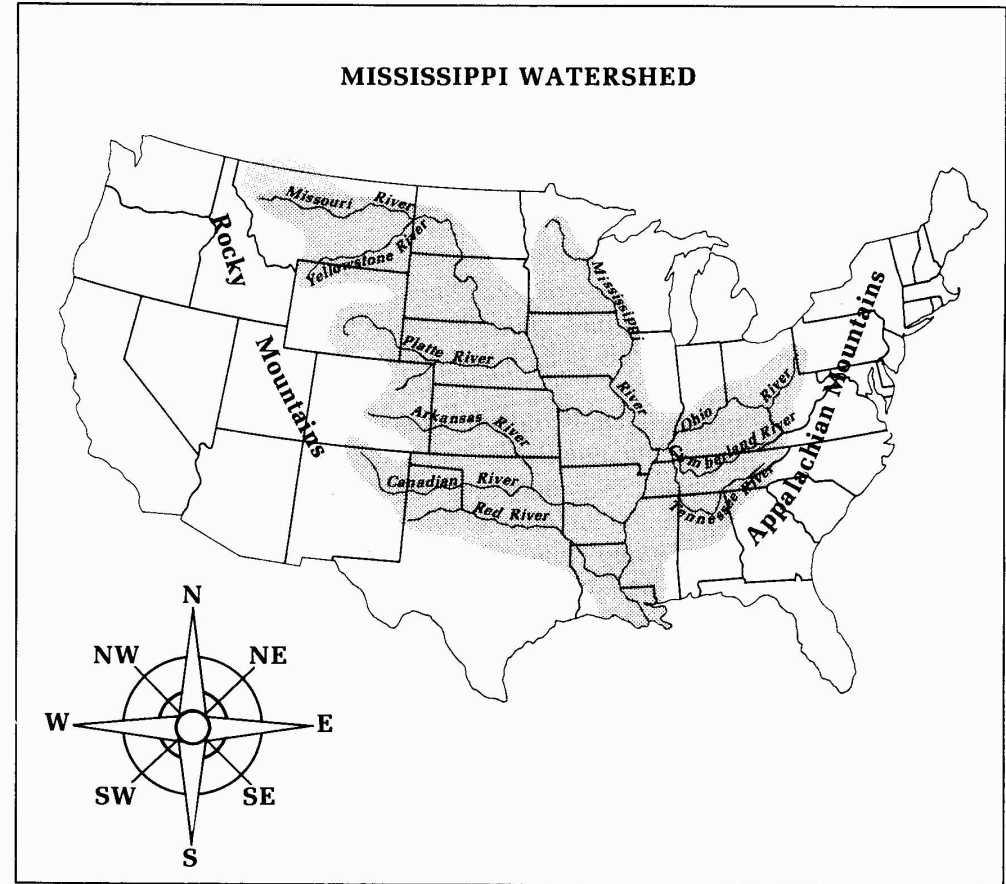 MISSISSIPPI WATERSHED
Missouri River
Yellowstone River
Rocky
Mountains
Platte River
Arkansas River
Canadian River
Red River
Mississippi
River
Ohio River
Cumberland River
Tennessee River
Appalachian Mountains
N
NW NE
W E
SW SE
S